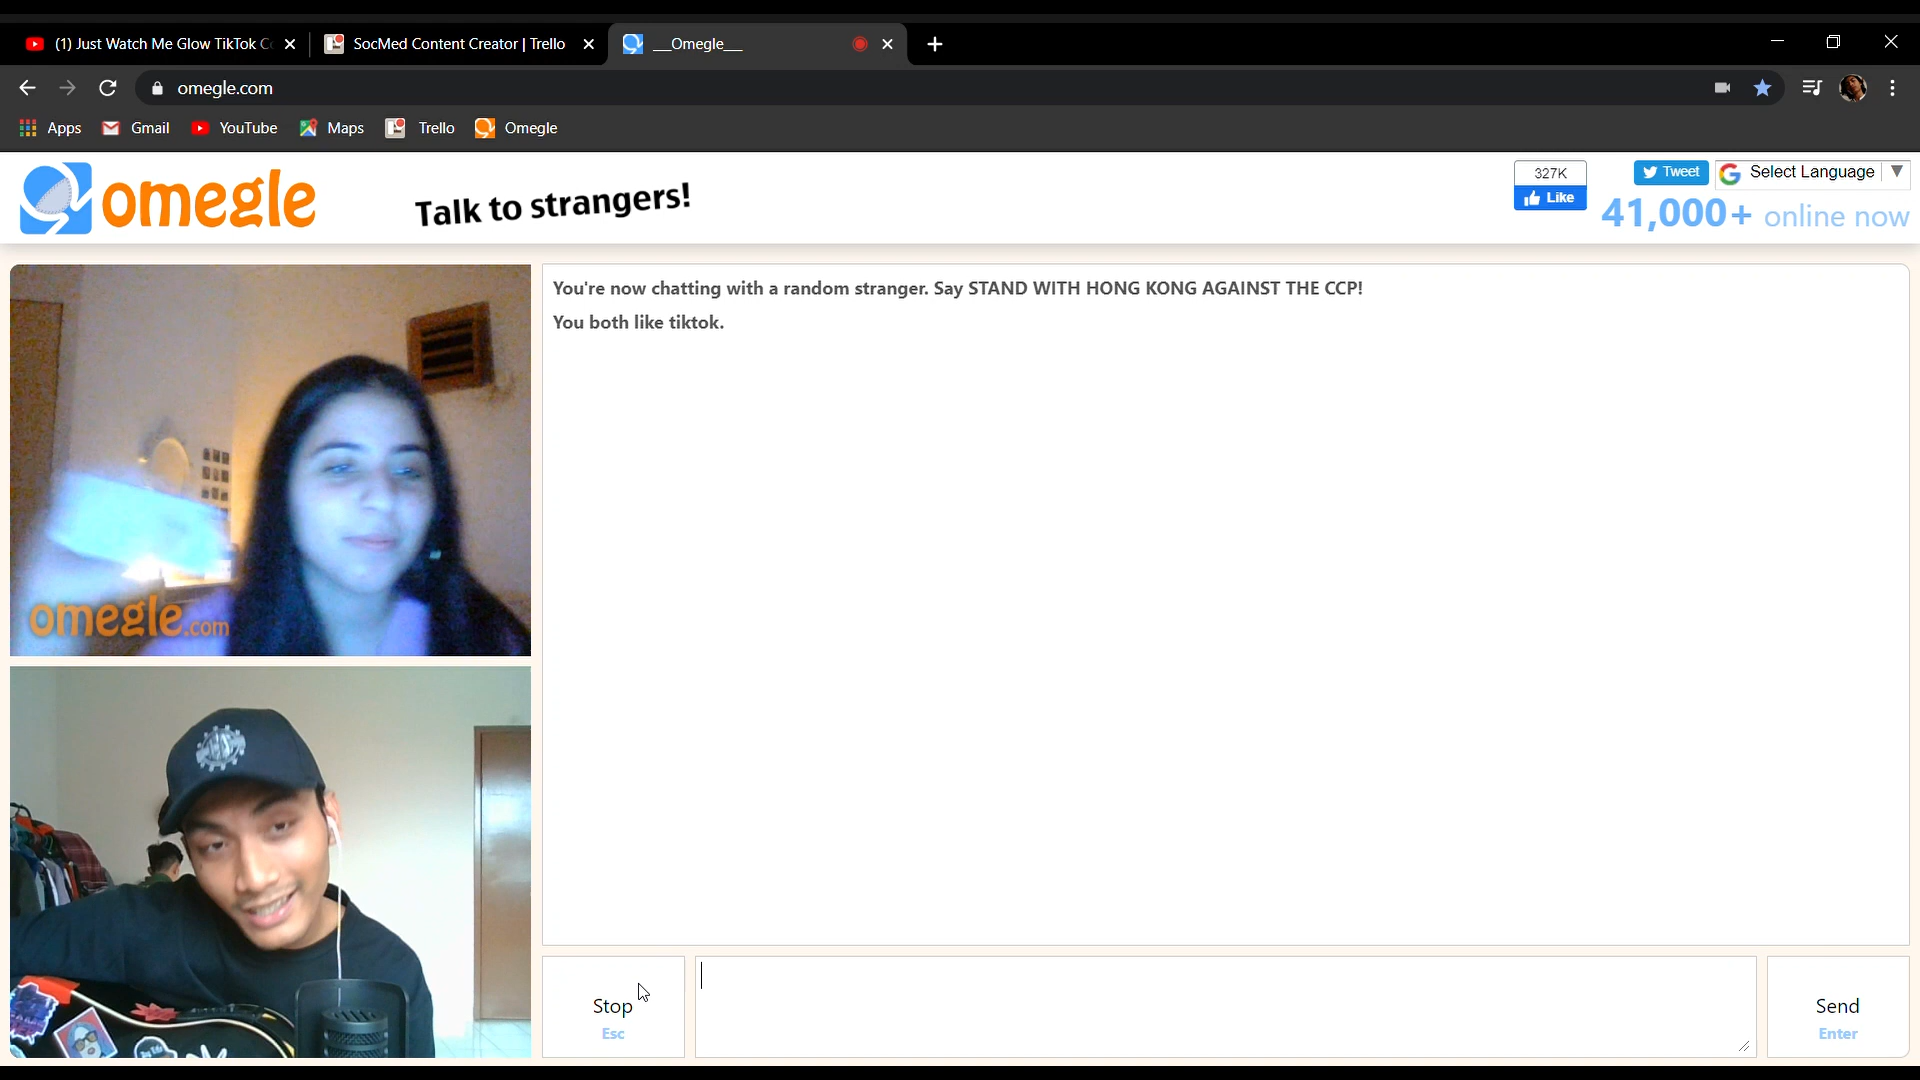 (1) Just Watch Me Glow TikTok C
SocMed Content Creator | Trello
__Omegle__
omegle.com
Apps
Gmail
YouTube
Maps
Trello
Omegle
omegle
Talk to strangers!
327K
Like
Tweet
Select Language
41,000+ online now
You're now chatting with a random stranger. Say STAND WITH HONG KONG AGAINST THE CCP!
You both like tiktok.
omegle.com
Stop
Esc
Send
Enter